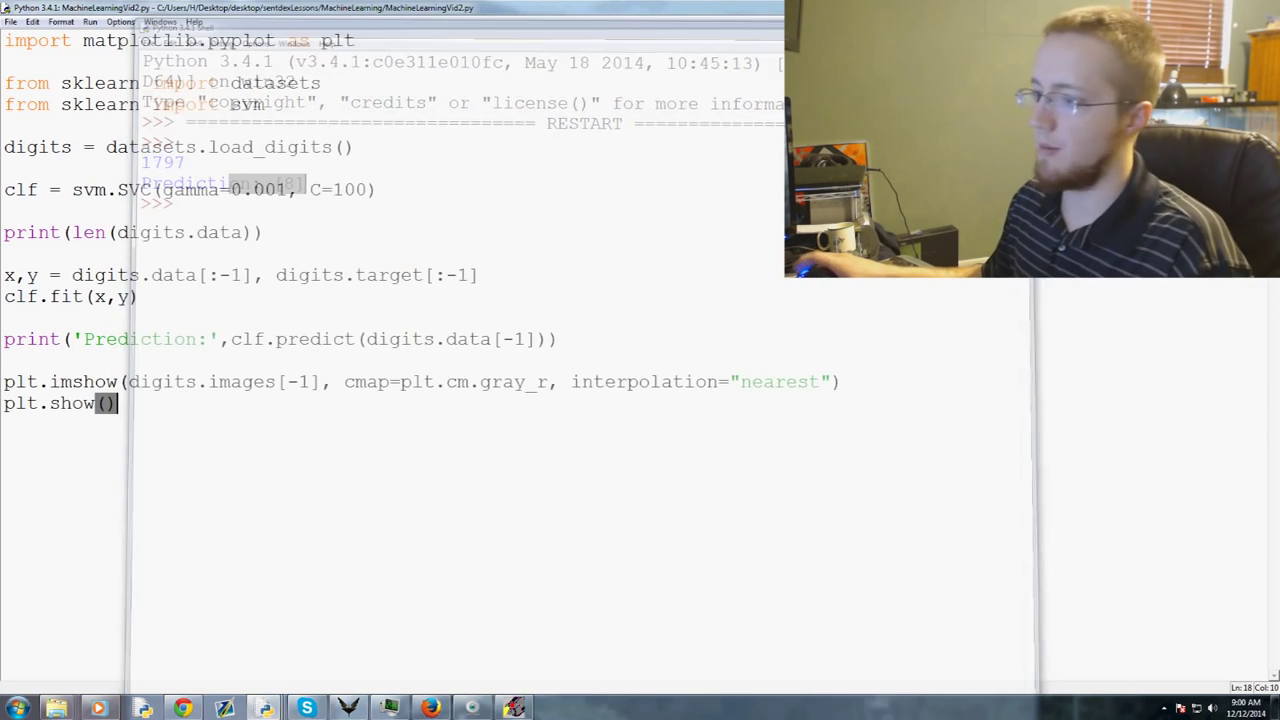 Python 3.4.1: MachineLearningVid2.py - C:/Users/H/Desktop/desktop/sentdexLessons/MachineLearning/MachineLearningVid2.py
File Edit Format Run Options Windows Help
Python 3.4.1 Shell
import matplotlib.pyplot as plt
Python 3.4.1 (v3.4.1:c0e311e010fc, May 18 2014, 10:45:13) [
from sklearn import datasets
D64)] on win32
from sklearn import svm
Type "copyright", "credits" or "license()" for more informa
>>> ================================ RESTART ================
>>>
digits = datasets.load_digits()
1797
Prediction: [8]
clf = svm.SVC(gamma=0.001, C=100)
>>>
print(len(digits.data))
x,y = digits.data[:-1], digits.target[:-1]
clf.fit(x,y)
print('Prediction:',clf.predict(digits.data[-1]))
plt.imshow(digits.images[-1], cmap=plt.cm.gray_r, interpolation="nearest")
plt.show()
Ln: 18 Col: 10
9:00 AM
12/12/2014